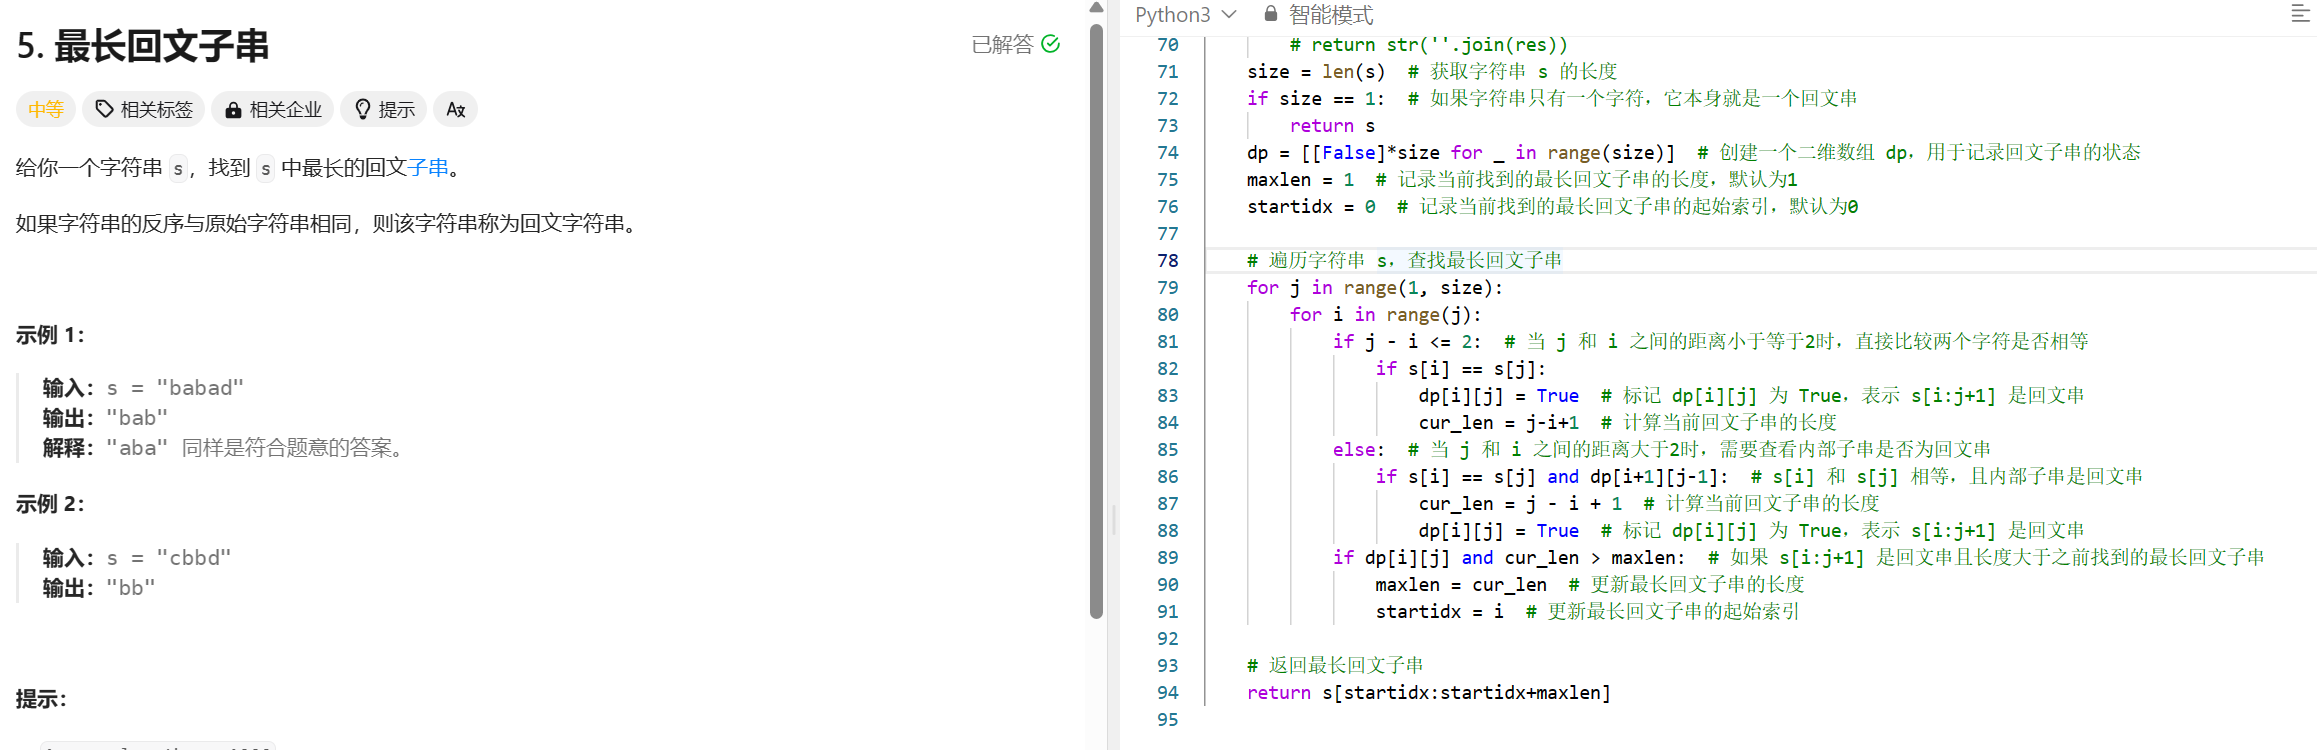 5. 最长回文子串
已解答
中等
相关标签
相关企业
提示
给你一个字符串 s，找到 s 中最长的回文子串。
如果字符串的反序与原始字符串相同，则该字符串称为回文字符串。
示例 1：
输入：s = "babad"
输出："bab"
解释："aba" 同样是符合题意的答案。
示例 2：
输入：s = "cbbd"
输出："bb"
提示：
Python3
智能模式
70 # return str(''.join(res))
71 size = len(s)  # 获取字符串 s 的长度
72 if size == 1:  # 如果字符串只有一个字符，它本身就是一个回文串
73 return s
74 dp = [[False]*size for _ in range(size)]  # 创建一个二维数组 dp，用于记录回文子串的状态
75 maxlen = 1  # 记录当前找到的最长回文子串的长度，默认为1
76 startidx = 0  # 记录当前找到的最长回文子串的起始索引，默认为0
77
78 # 遍历字符串 s，查找最长回文子串
79 for j in range(1, size):
80 for i in range(j):
81 if j - i <= 2:  # 当 j 和 i 之间的距离小于等于2时，直接比较两个字符是否相等
82 if s[i] == s[j]:
83 dp[i][j] = True  # 标记 dp[i][j] 为 True，表示 s[i:j+1] 是回文串
84 cur_len = j-i+1  # 计算当前回文子串的长度
85 else:  # 当 j 和 i 之间的距离大于2时，需要查看内部子串是否为回文串
86 if s[i] == s[j] and dp[i+1][j-1]:  # s[i] 和 s[j] 相等，且内部子串是回文串
87 cur_len = j - i + 1  # 计算当前回文子串的长度
88 dp[i][j] = True  # 标记 dp[i][j] 为 True，表示 s[i:j+1] 是回文串
89 if dp[i][j] and cur_len > maxlen:  # 如果 s[i:j+1] 是回文串且长度大于之前找到的最长回文子串
90 maxlen = cur_len  # 更新最长回文子串的长度
91 startidx = i  # 更新最长回文子串的起始索引
92
93 # 返回最长回文子串
94 return s[startidx:startidx+maxlen]
95